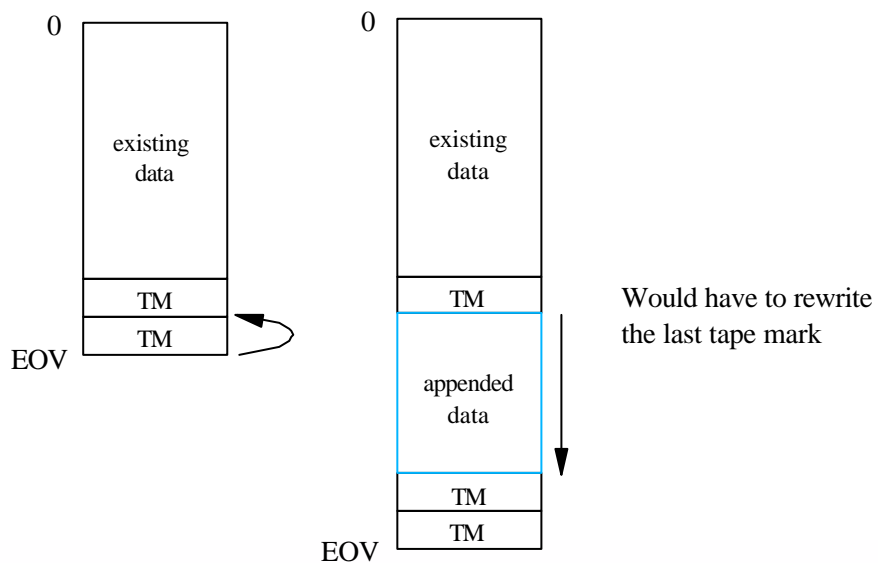 0
existing
data
TM
TM
EOV
0
existing
data
TM
appended
data
TM
TM
EOV
Would have to rewrite
the last tape mark